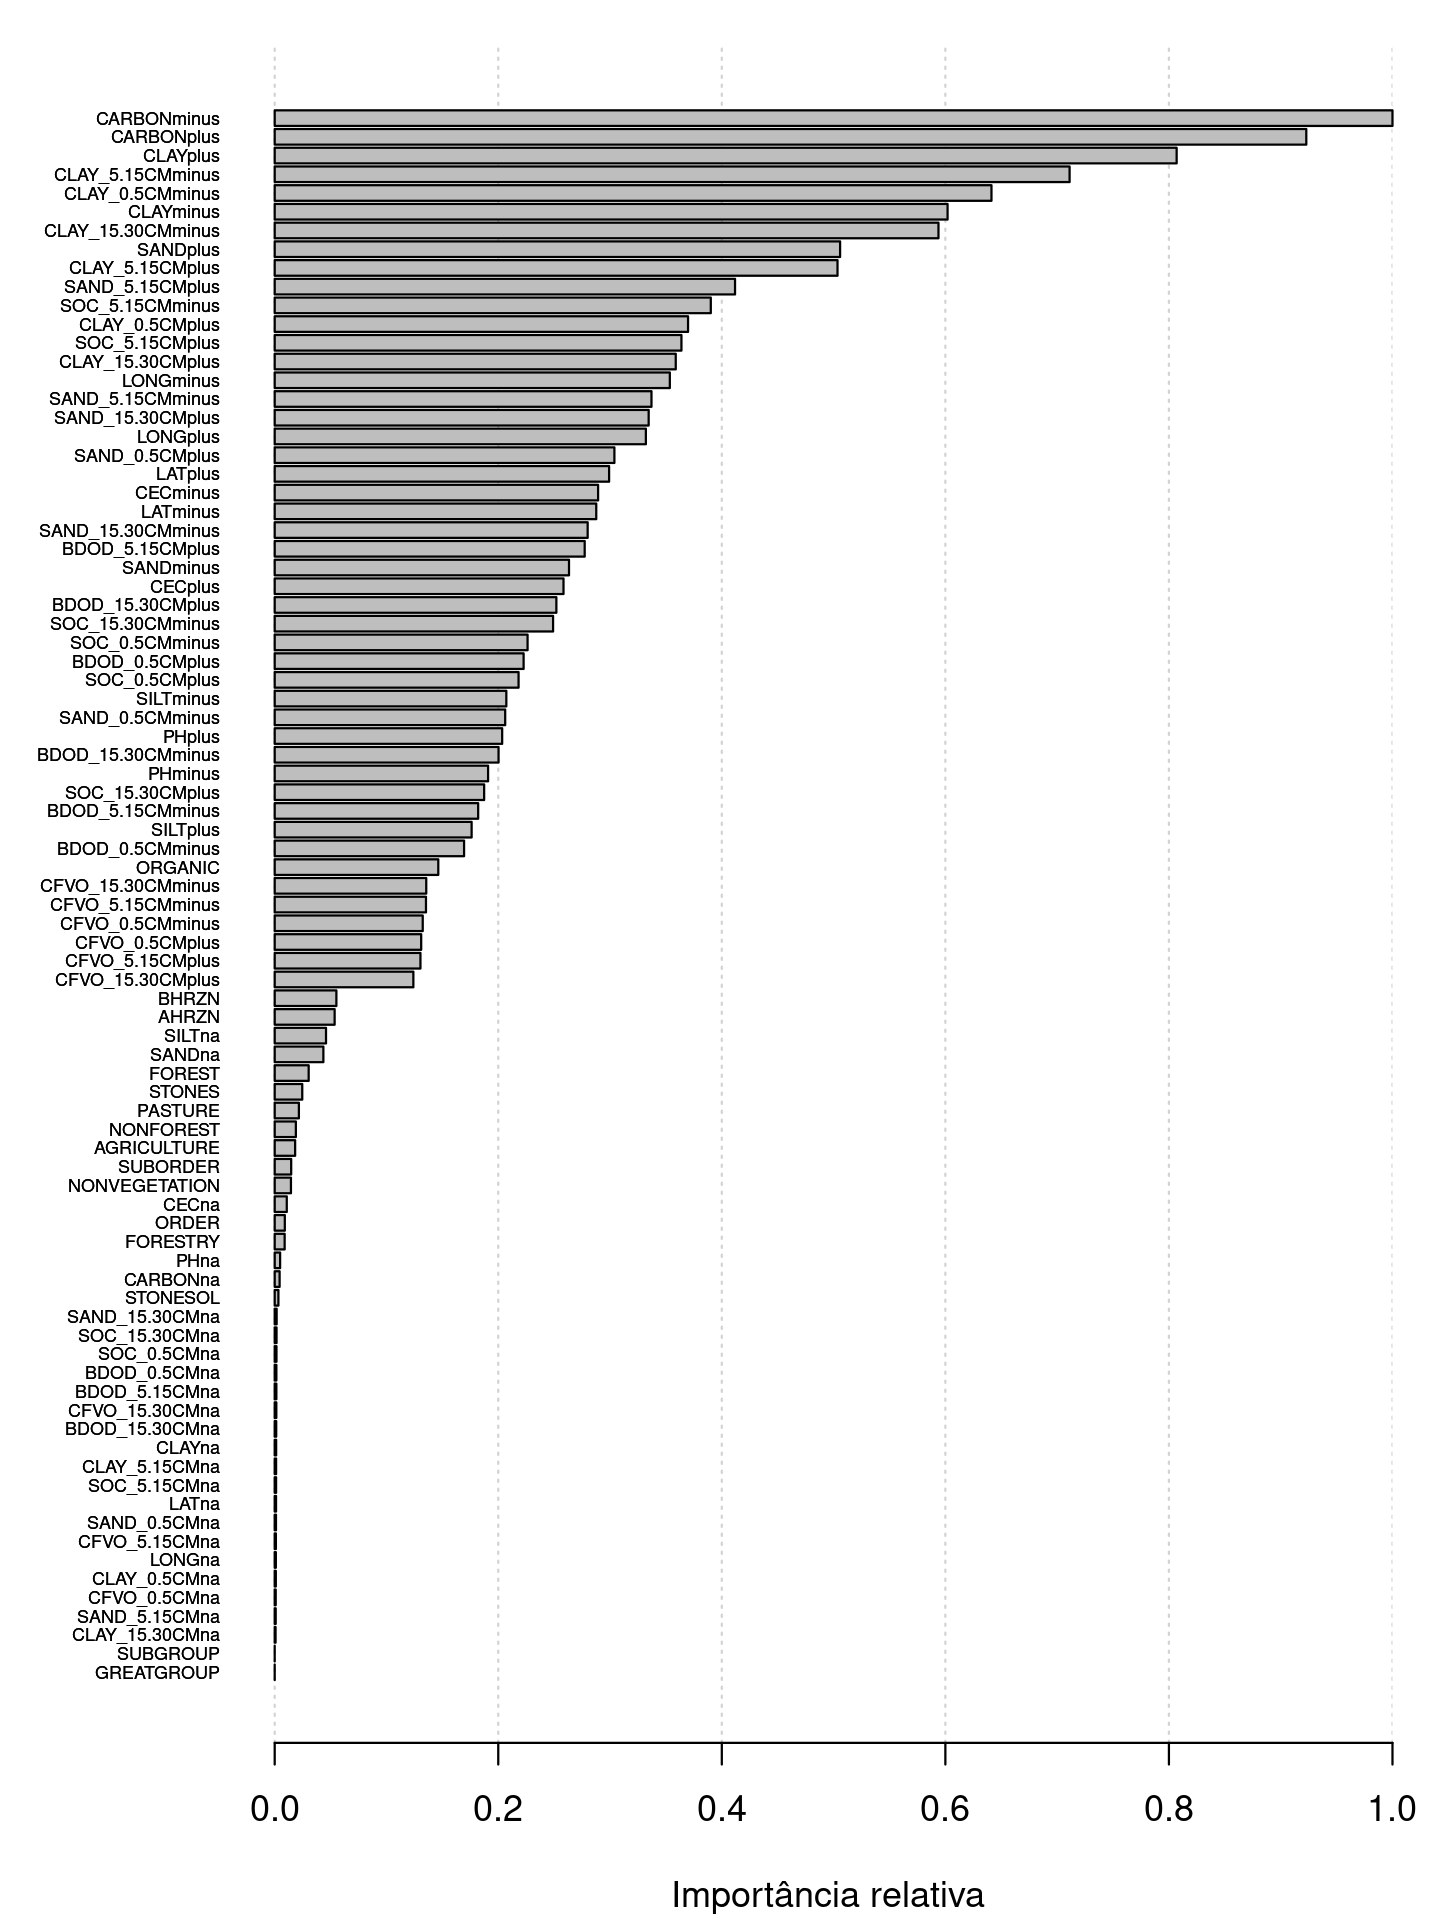 CARBONminus
CARBONplus
CLAYplus
CLAY_5.15CMminus
CLAY_0.5CMminus
CLAYminus
CLAY_15.30CMminus
SANDplus
CLAY_5.15CMplus
SAND_5.15CMplus
SOC_5.15CMminus
CLAY_0.5CMplus
SOC_5.15CMplus
CLAY_15.30CMplus
LONGminus
SAND_5.15CMminus
SAND_15.30CMplus
LONGplus
SAND_0.5CMplus
LATplus
CECminus
LATminus
SAND_15.30CMminus
BDOD_5.15CMplus
SANDminus
CECplus
BDOD_15.30CMplus
SOC_15.30CMminus
SOC_0.5CMminus
BDOD_0.5CMplus
SOC_0.5CMplus
SILTminus
SAND_0.5CMminus
PHplus
BDOD_15.30CMminus
PHminus
SOC_15.30CMplus
BDOD_5.15CMminus
SILTplus
BDOD_0.5CMminus
ORGANIC
CFVO_15.30CMminus
CFVO_5.15CMminus
CFVO_0.5CMminus
CFVO_0.5CMplus
CFVO_5.15CMplus
CFVO_15.30CMplus
BHRZN
AHRZN
SILTna
SANDna
FOREST
STONES
PASTURE
NONFOREST
AGRICULTURE
SUBORDER
NONVEGETATION
CECna
ORDER
FORESTRY
PHna
CARBONna
STONESOL
SAND_15.30CMna
SOC_15.30CMna
SOC_0.5CMna
BDOD_0.5CMna
BDOD_5.15CMna
CFVO_15.30CMna
BDOD_15.30CMna
CLAYna
CLAY_5.15CMna
SOC_5.15CMna
LATna
SAND_0.5CMna
CFVO_5.15CMna
LONGna
CLAY_0.5CMna
CFVO_0.5CMna
SAND_5.15CMna
CLAY_15.30CMna
SUBGROUP
GREATGROUP
0.0 0.2 0.4 0.6 0.8 1.0
Importância relativa